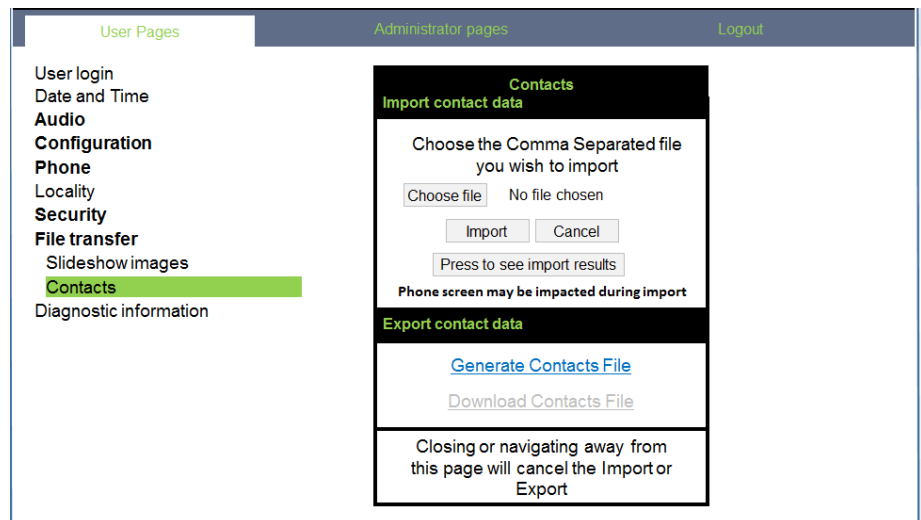 User Pages
Administrator pages
Logout
User login
Date and Time
Audio
Configuration
Phone
Locality
Security
File transfer
Slideshow images
Contacts
Diagnostic information
Contacts
Import contact data
Choose the Comma Separated file
you wish to import
Choose file
No file chosen
Import
Cancel
Press to see import results
Phone screen may be impacted during import
Export contact data
Generate Contacts File
Download Contacts File
Closing or navigating away from
this page will cancel the Import or
Export